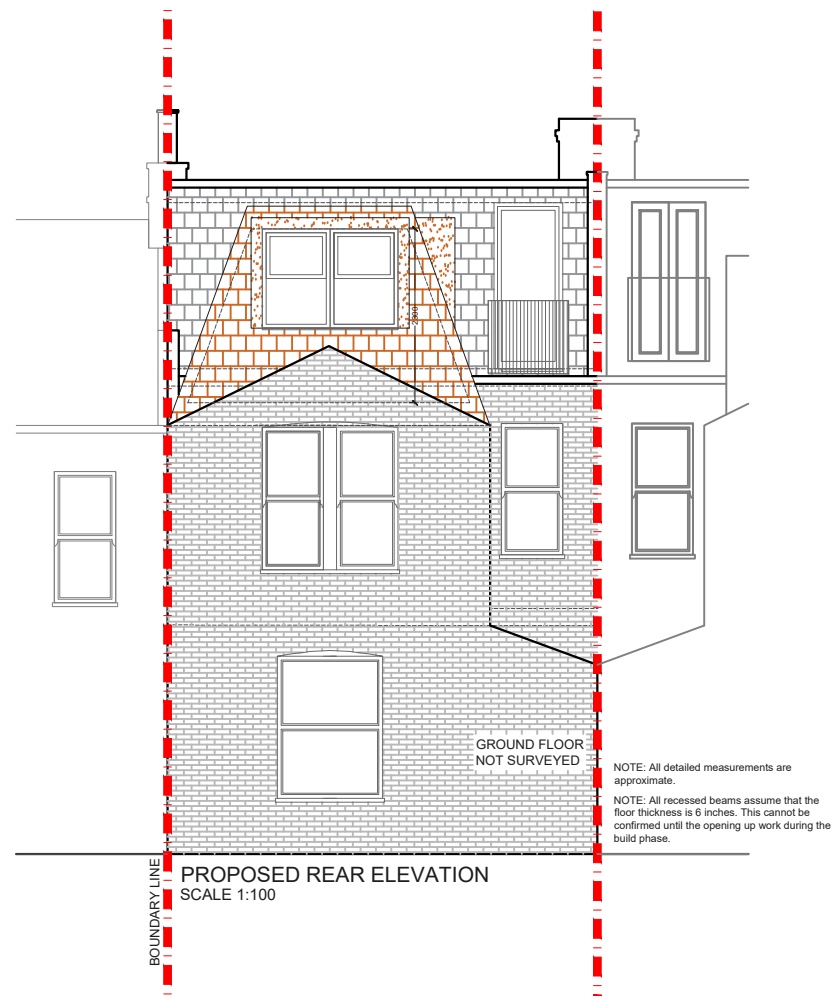 2300
GROUND FLOOR
NOT SURVEYED
NOTE: All detailed measurements are
approximate.
NOTE: All recessed beams assume that the
floor thickness is 6 inches. This cannot be
confirmed until the opening up work during the
build phase.
BOUNDARY LINE
PROPOSED REAR ELEVATION
SCALE 1:100